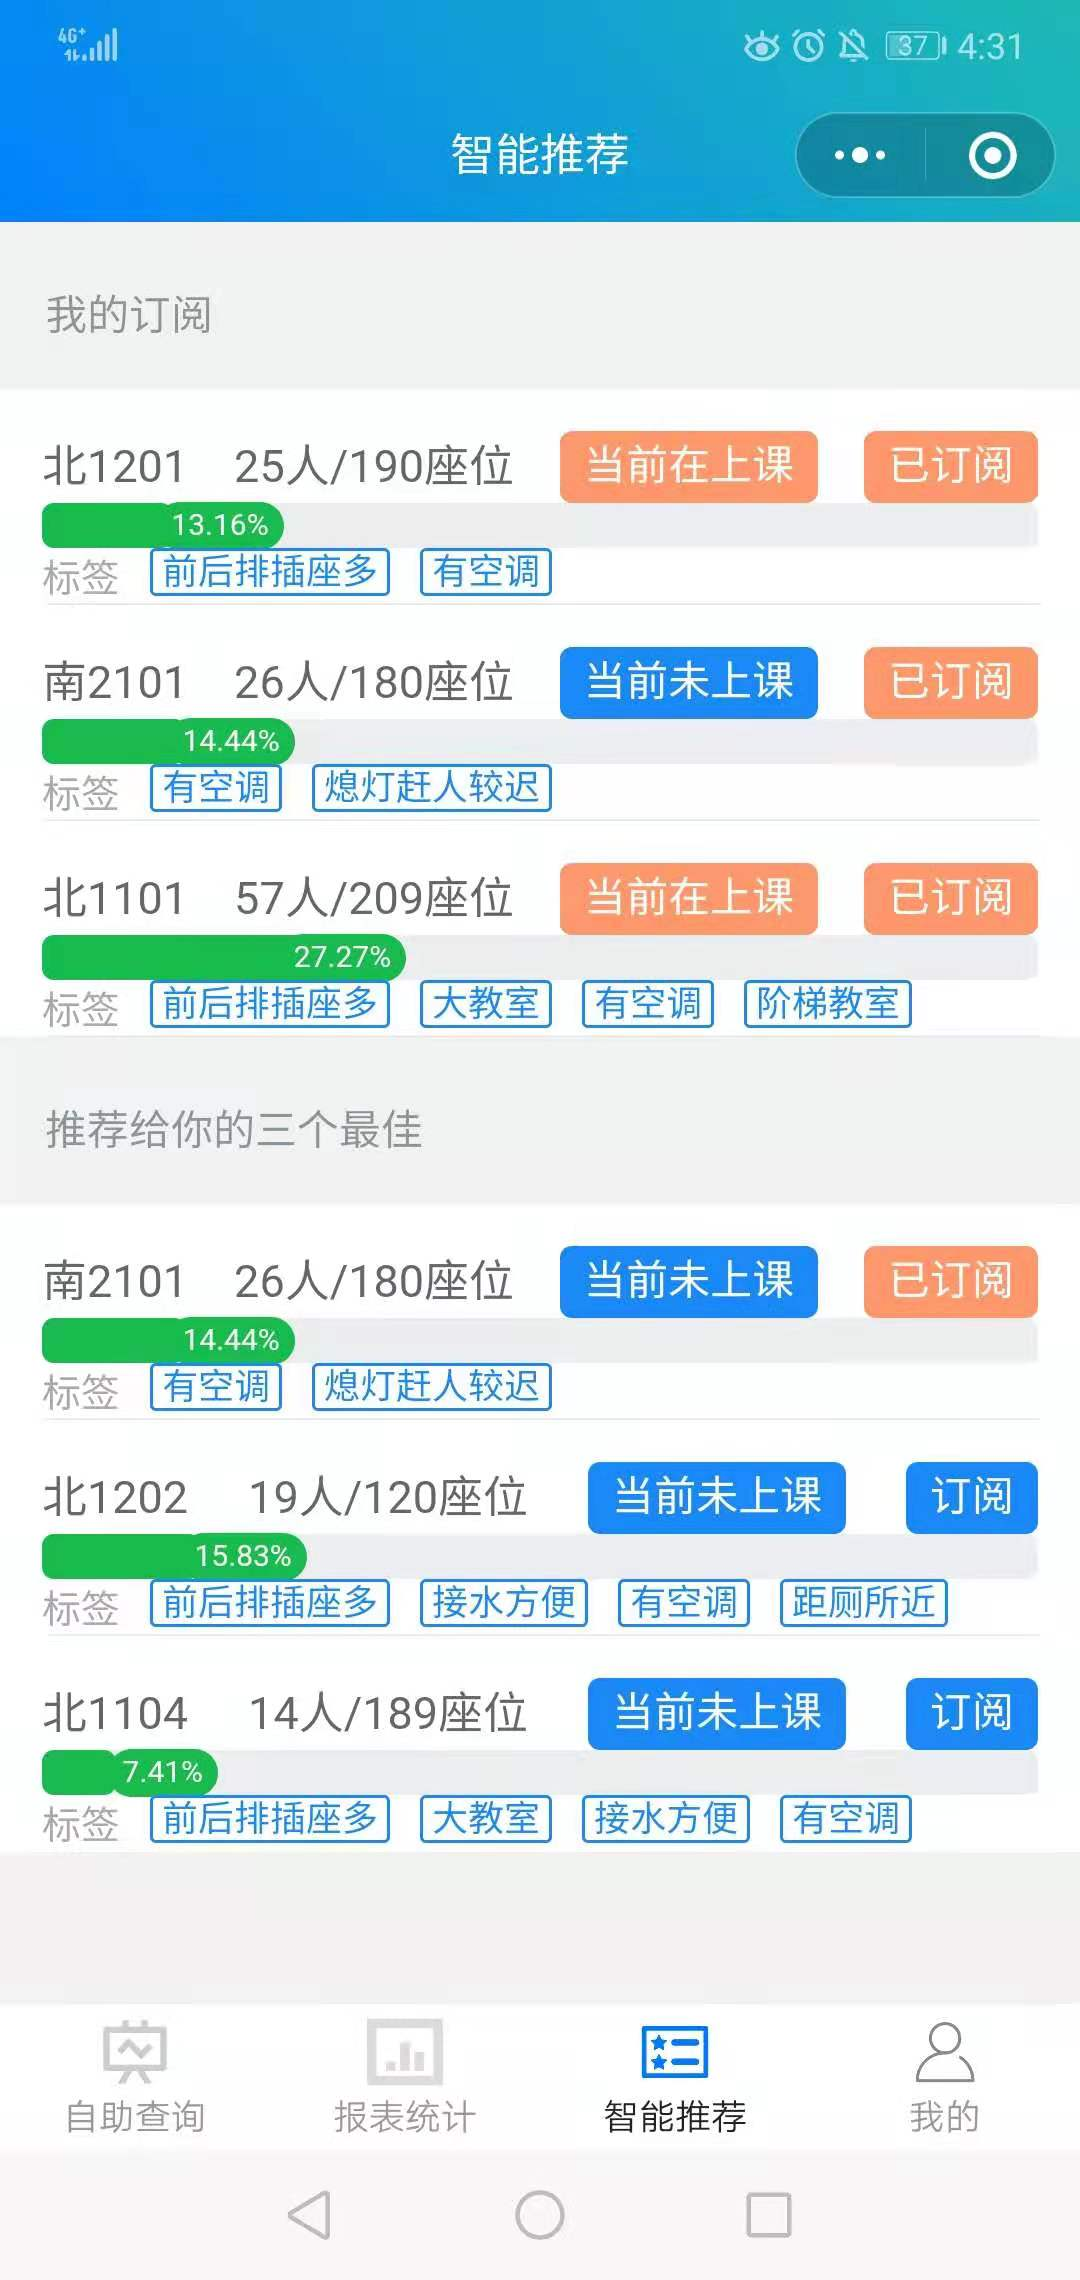 4G+ 37 4:31
智能推荐
我的订阅
北1201 25人/190座位 当前在上课 已订阅
13.16%
标签 前后排插座多 有空调
南2101 26人/180座位 当前未上课 已订阅
14.44%
标签 有空调 熄灯赶人较迟
北1101 57人/209座位 当前在上课 已订阅
27.27%
标签 前后排插座多 大教室 有空调 阶梯教室
推荐给你的三个最佳
南2101 26人/180座位 当前未上课 已订阅
14.44%
标签 有空调 熄灯赶人较迟
北1202 19人/120座位 当前未上课 订阅
15.83%
标签 前后排插座多 接水方便 有空调 距厕所近
北1104 14人/189座位 当前未上课 订阅
7.41%
标签 前后排插座多 大教室 接水方便 有空调
自助查询 报表统计 智能推荐 我的